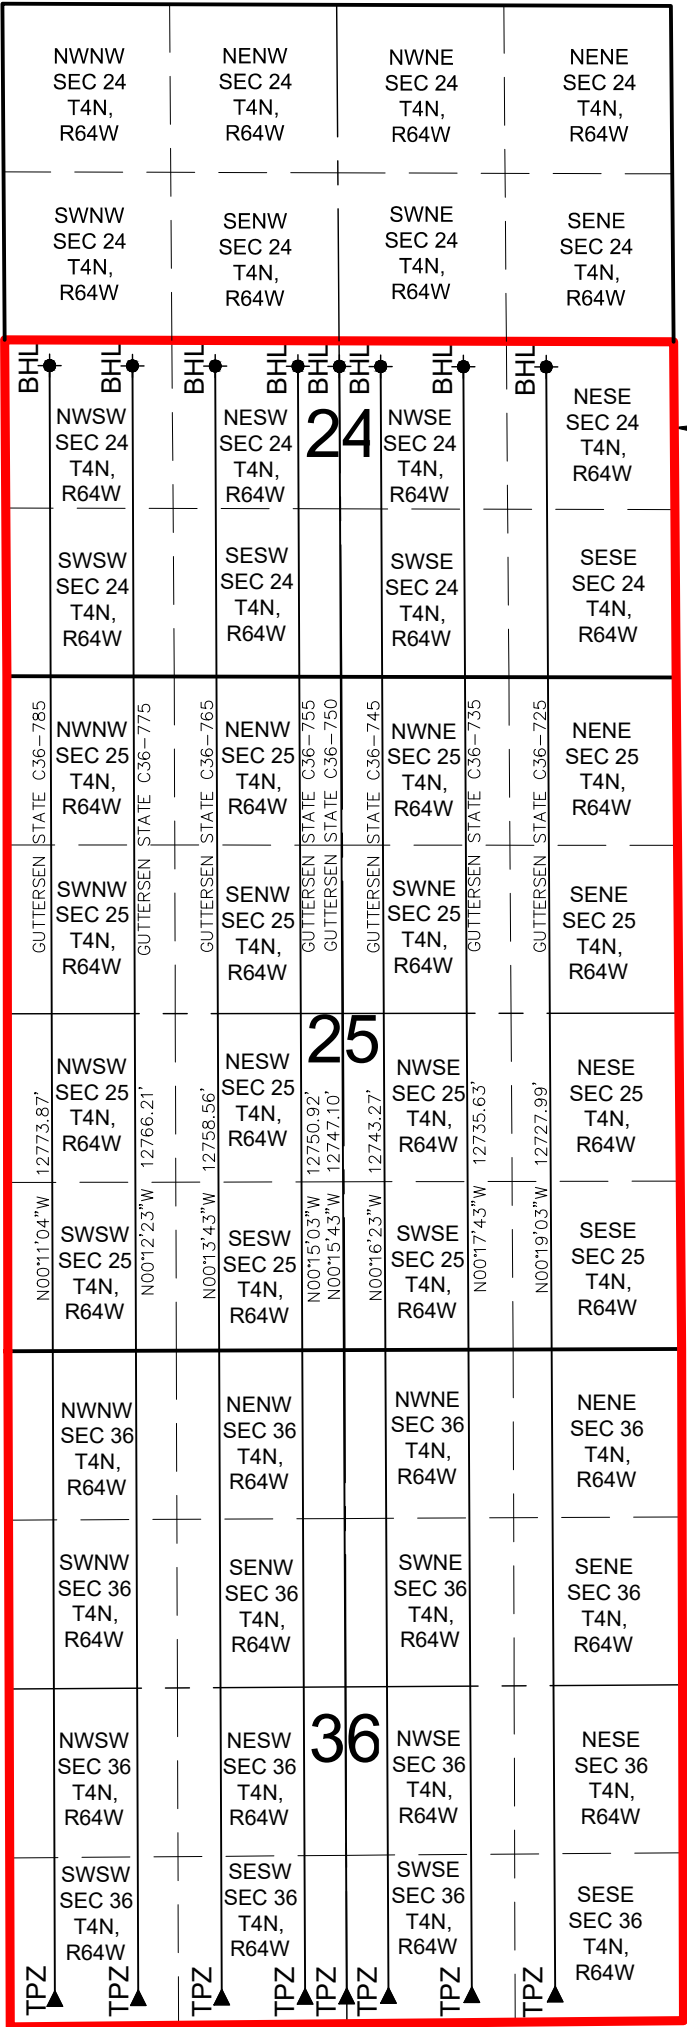 NWNW
SEC 24
T4N,
R64W
NENW
SEC 24
T4N,
R64W
NWNE
SEC 24
T4N,
R64W
NENE
SEC 24
T4N,
R64W
SWNW
SEC 24
T4N,
R64W
SENW
SEC 24
T4N,
R64W
SWNE
SEC 24
T4N,
R64W
SENE
SEC 24
T4N,
R64W
BHL
BHL
BHL
BHL
BHL
BHL
BHL
BHL
NWSW
SEC 24
T4N,
R64W
NESW
SEC 24
T4N,
R64W
24
NWSE
SEC 24
T4N,
R64W
NESE
SEC 24
T4N,
R64W
SWSW
SEC 24
T4N,
R64W
SESW
SEC 24
T4N,
R64W
SWSE
SEC 24
T4N,
R64W
SESE
SEC 24
T4N,
R64W
GUTTERSEN STATE C36-785
GUTTERSEN STATE C36-775
GUTTERSEN STATE C36-765
GUTTERSEN STATE C36-755
GUTTERSEN STATE C36-750
GUTTERSEN STATE C36-745
GUTTERSEN STATE C36-735
GUTTERSEN STATE C36-725
NWNW
SEC 25
T4N,
R64W
NENW
SEC 25
T4N,
R64W
NWNE
SEC 25
T4N,
R64W
NENE
SEC 25
T4N,
R64W
SWNW
SEC 25
T4N,
R64W
SENW
SEC 25
T4N,
R64W
SWNE
SEC 25
T4N,
R64W
SENE
SEC 25
T4N,
R64W
25
NWSW
SEC 25
T4N,
R64W
NESW
SEC 25
T4N,
R64W
NWSE
SEC 25
T4N,
R64W
NESE
SEC 25
T4N,
R64W
N00°11'04"W 12773.87'
N00°12'23"W 12766.21'
N00°13'43"W 12758.56'
N00°15'03"W 12750.92'
N00°15'43"W 12747.10'
N00°16'23"W 12743.27'
N00°17'43"W 12735.63'
N00°19'03"W 12727.99'
SWSW
SEC 25
T4N,
R64W
SESW
SEC 25
T4N,
R64W
SWSE
SEC 25
T4N,
R64W
SESE
SEC 25
T4N,
R64W
NWNW
SEC 36
T4N,
R64W
NENW
SEC 36
T4N,
R64W
NWNE
SEC 36
T4N,
R64W
NENE
SEC 36
T4N,
R64W
SWNW
SEC 36
T4N,
R64W
SENW
SEC 36
T4N,
R64W
SWNE
SEC 36
T4N,
R64W
SENE
SEC 36
T4N,
R64W
NWSW
SEC 36
T4N,
R64W
NESW
SEC 36
T4N,
R64W
36
NWSE
SEC 36
T4N,
R64W
NESE
SEC 36
T4N,
R64W
SWSW
SEC 36
T4N,
R64W
SESW
SEC 36
T4N,
R64W
SWSE
SEC 36
T4N,
R64W
SESE
SEC 36
T4N,
R64W
TPZ
TPZ
TPZ
TPZ
TPZ
TPZ
TPZ
TPZ